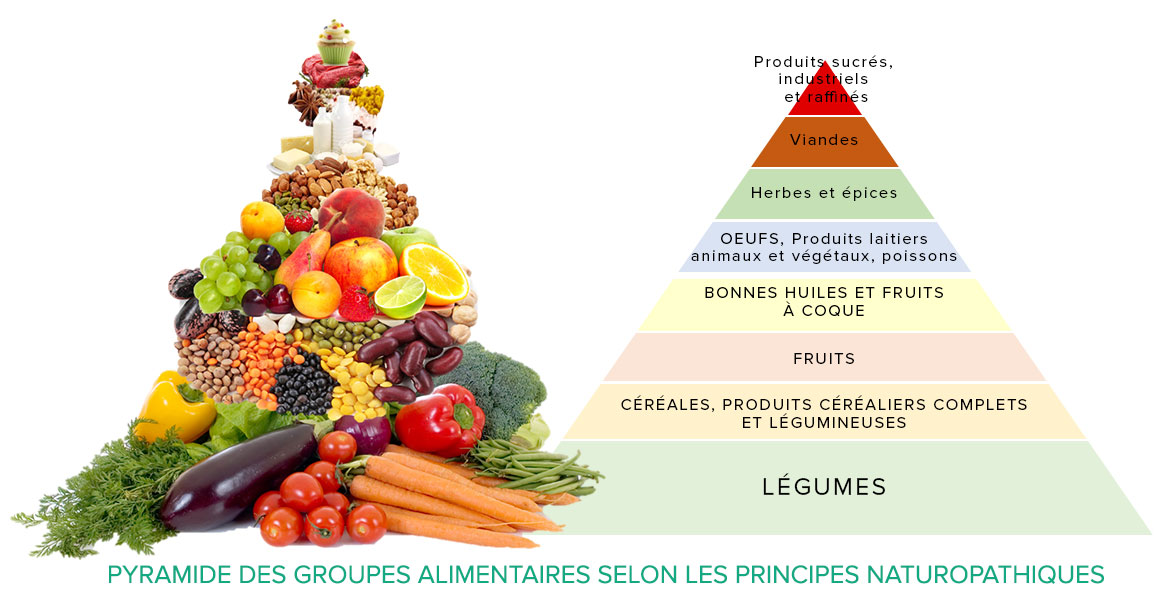 Produits sucrés,
industriels
et raffinés
Viandes
Herbes et épices
OEUFS, Produits laitiers
animaux et végétaux, poissons
BONNES HUILES ET FRUITS
À COQUE
FRUITS
CÉRÉALES, PRODUITS CÉRÉALIERS COMPLETS
ET LÉGUMINEUSES
LÉGUMES
PYRAMIDE DES GROUPES ALIMENTAIRES SELON LES PRINCIPES NATUROPATHIQUES